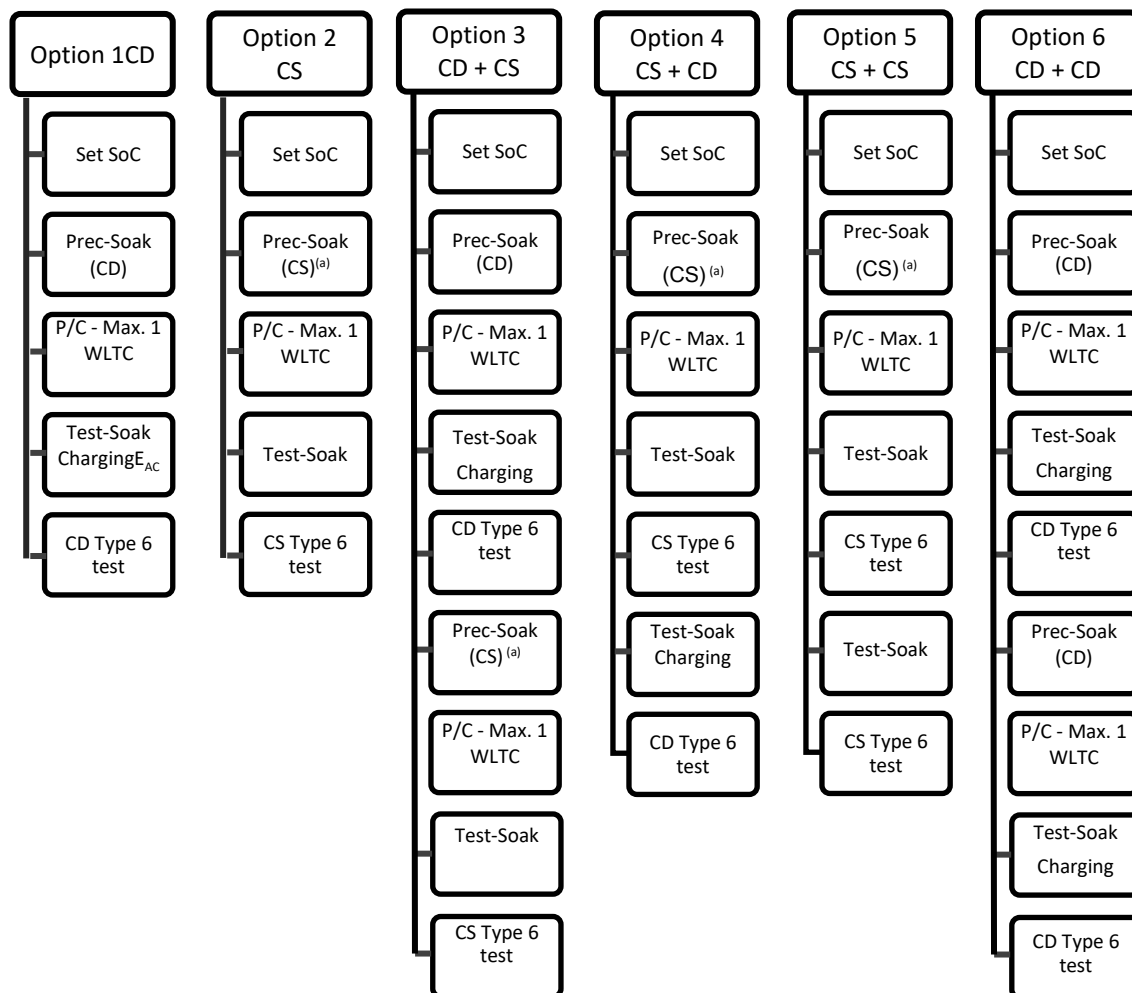 Option 1CD
Set SoC
Prec-Soak
(CD)
P/C - Max. 1
WLTC
Test-Soak
ChargingEAC
CD Type 6
test
Option 2
CS
Set SoC
Prec-Soak
(CS)(a)
P/C - Max. 1
WLTC
Test-Soak
CS Type 6
test
Option 3
CD + CS
Set SoC
Prec-Soak
(CD)
P/C - Max. 1
WLTC
Test-Soak
Charging
CD Type 6
test
Prec-Soak
(CS) (a)
P/C - Max. 1
WLTC
Test-Soak
CS Type 6
test
Option 4
CS + CD
Set SoC
Prec-Soak
(CS) (a)
P/C - Max. 1
WLTC
Test-Soak
CS Type 6
test
Test-Soak
Charging
CD Type 6
test
Option 5
CS + CS
Set SoC
Prec-Soak
(CS) (a)
P/C - Max. 1
WLTC
Test-Soak
CS Type 6
test
Test-Soak
CS Type 6
test
Option 6
CD + CD
Set SoC
Prec-Soak
(CD)
P/C - Max. 1
WLTC
Test-Soak
Charging
CD Type 6
test
Prec-Soak
(CD)
P/C - Max. 1
WLTC
Test-Soak
Charging
CD Type 6
test